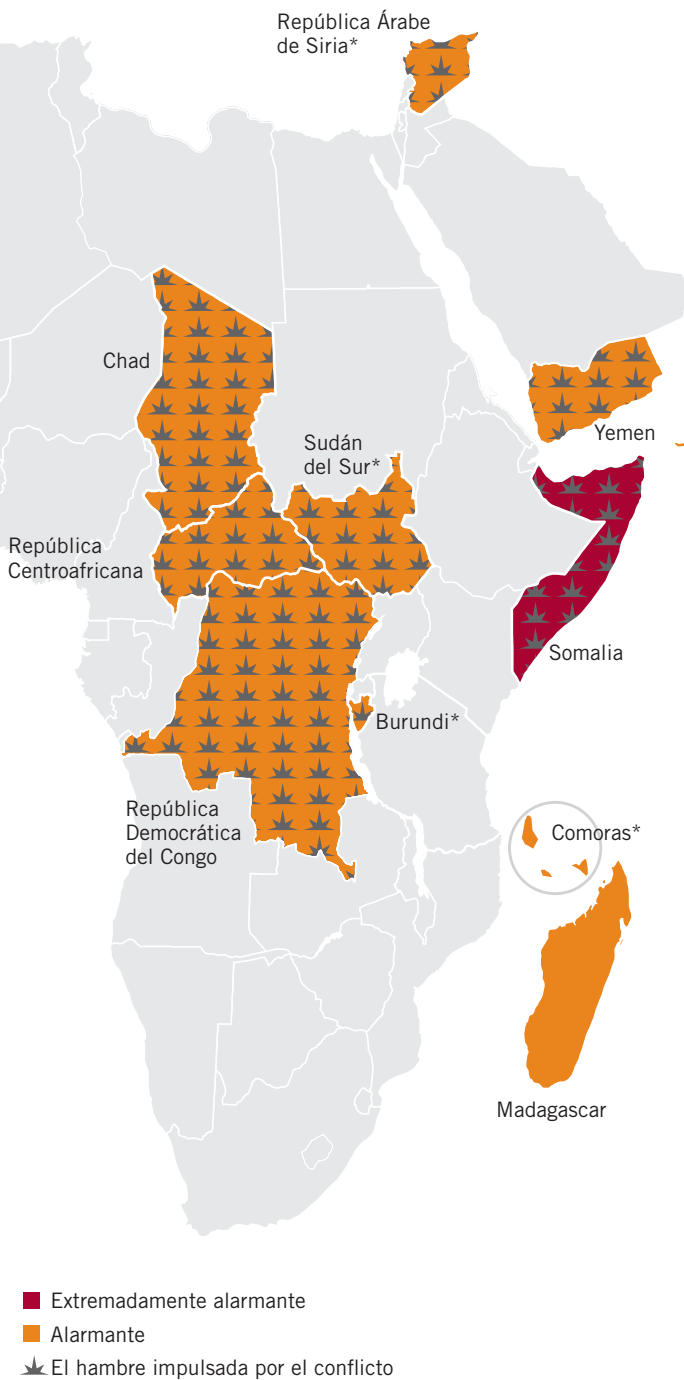 República Árabe
de Siria*
Chad
Yemen
Sudán
del Sur*
República
Centroafricana
Somalia
Burundi*
República
Democrática
del Congo
Comoras*
Madagascar
Extremadamente alarmante
Alarmante
El hambre impulsada por el conflicto